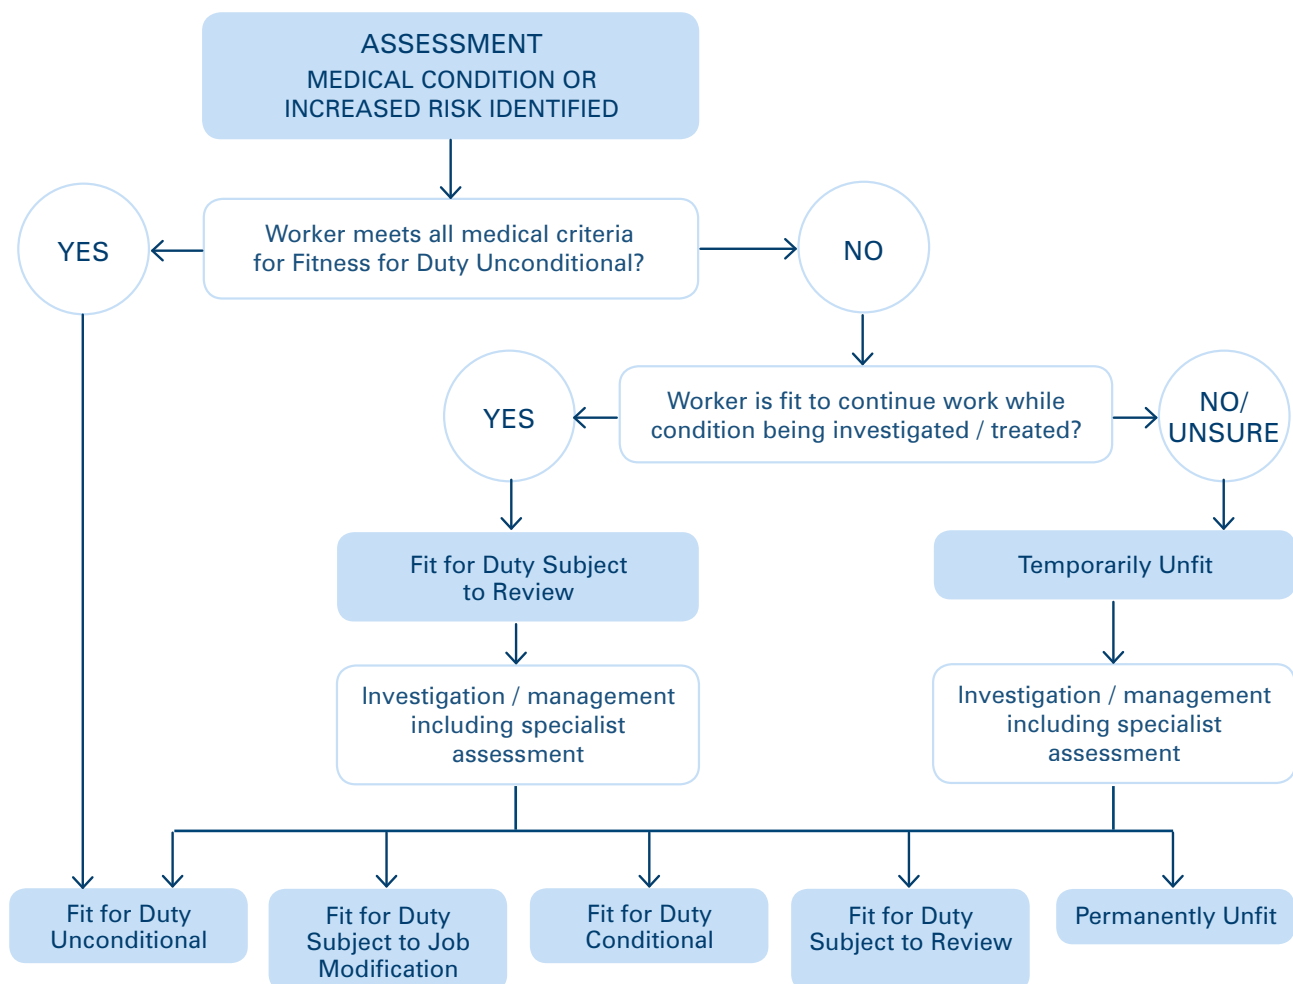 ASSESSMENT
MEDICAL CONDITION OR
INCREASED RISK IDENTIFIED
YES
Worker meets all medical criteria
for Fitness for Duty Unconditional?
NO
YES
Worker is fit to continue work while
condition being investigated / treated?
NO/
UNSURE
Fit for Duty Subject
to Review
Temporarily Unfit
Investigation / management
including specialist
assessment
Investigation / management
including specialist
assessment
Fit for Duty
Unconditional
Fit for Duty
Subject to Job
Modification
Fit for Duty
Conditional
Fit for Duty
Subject to Review
Permanently Unfit